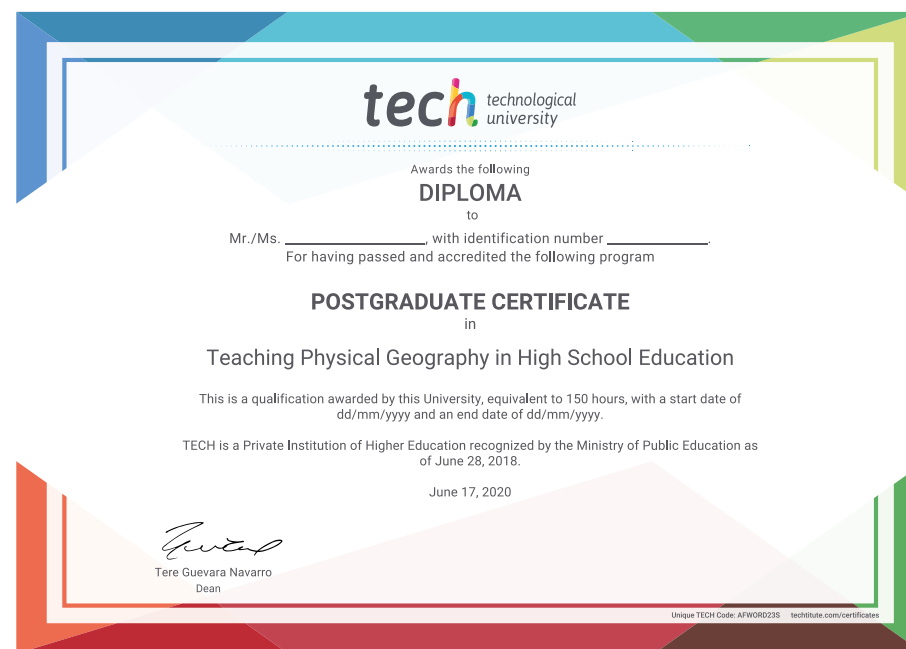 tech technological
university
Awards the following
DIPLOMA
to
Mr./Ms. ____________________, with identification number ______________.
For having passed and accredited the following program
POSTGRADUATE CERTIFICATE
in
Teaching Physical Geography in High School Education
This is a qualification awarded by this University, equivalent to 150 hours, with a start date of
dd/mm/yyyy and an end date of dd/mm/yyyy.
TECH is a Private Institution of Higher Education recognized by the Ministry of Public Education as
of June 28, 2018.
June 17, 2020
Tere Guevara Navarro
Dean
Unique TECH Code: AFWORD23S techtitute.com/certificates